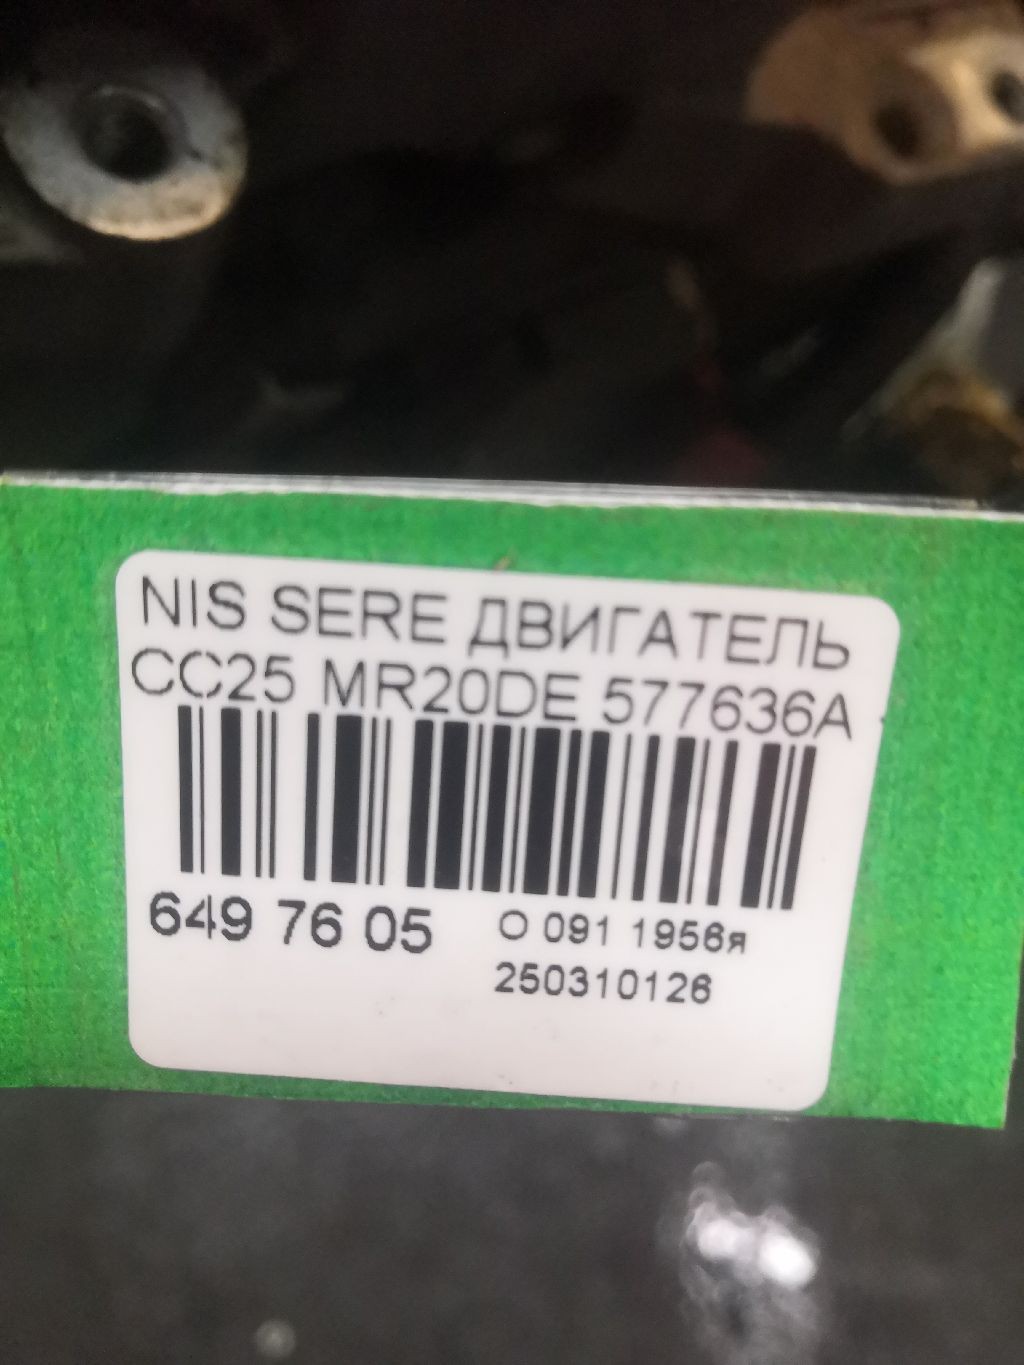 NIS SERE ДВИГАТЕЛЬ
CC25 MR20DE 577636A
649 76 05
O 091 1956я
250310126